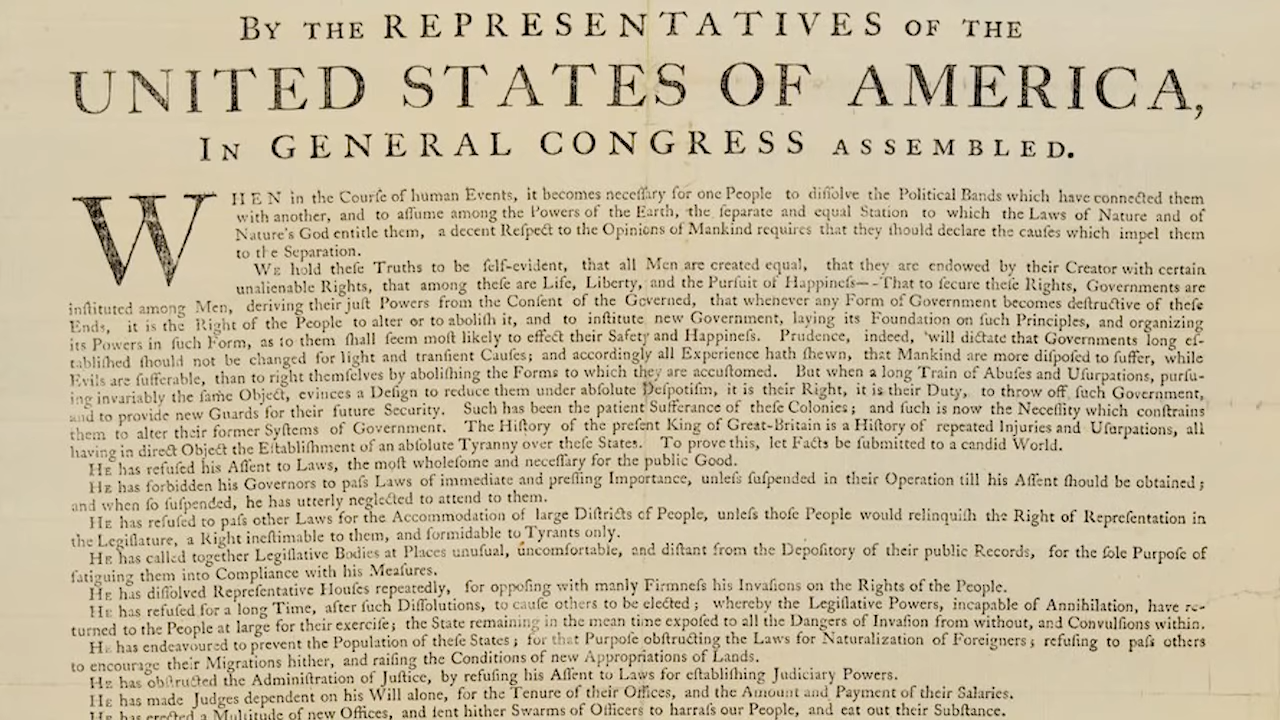 BY THE REPRESENTATIVES OF THE
UNITED STATES OF AMERICA,
IN GENERAL CONGRESS ASSEMBLED.
WHEN in the Courſe of human Events, it becomes neceſſary for one People to diſſolve the Political Bands which have connected them
with another, and to aſſume among the Powers of the Earth, the ſeparate and equal Station to which the Laws of Nature and of
Nature's God entitle them, a decent Reſpect to the Opinions of Mankind requires that they ſhould declare the cauſes which impel them
to the Separation.
WE hold theſe Truths to be ſelf-evident, that all Men are created equal, that they are endowed by their Creator with certain
unalienable Rights, that among theſe are Life, Liberty, and the Purſuit of Happineſs—-That to ſecure theſe Rights, Governments are
inſtituted among Men, deriving their juſt Powers from the Conſent of the Governed, that whenever any Form of Government becomes deſtructive of theſe
Ends, it is the Right of the People to alter or to aboliſh it, and to inſtitute new Government, laying its Foundation on ſuch Principles, and organizing
its Powers in ſuch Form, as to them ſhall ſeem moſt likely to effect their Safety and Happineſs. Prudence, indeed, will dictate that Governments long eſ-
tabliſhed ſhould not be changed for light and tranſient Cauſes; and accordingly all Experience hath ſhewn, that Mankind are more diſpoſed to ſuffer, while
Evils are ſufferable, than to right themſelves by aboliſhing the Forms to which they are accuſtomed. But when a long Train of Abuſes and Uſurpations, purſu-
ing invariably the ſame Object, evinces a Deſign to reduce them under abſolute Deſpotiſm, it is their Right, it is their Duty, to throw off ſuch Government,
and to provide new Guards for their future Security. Such has been the patient Sufferance of theſe Colonies; and ſuch is now the Neceſſity which conſtrains
them to alter their former Syſtems of Government. The Hiſtory of the preſent King of Great-Britain is a Hiſtory of repeated Injuries and Uſurpations, all
having in direct Object the Eſtabliſhment of an abſolute Tyranny over theſe States. To prove this, let Facts be ſubmitted to a candid World.
HE has refuſed his Aſſent to Laws, the moſt wholeſome and neceſſary for the public Good.
HE has forbidden his Governors to paſs Laws of immediate and preſſing Importance, unleſs ſuſpended in their Operation till his Aſſent ſhould be obtained;
and when ſo ſuſpended, he has utterly neglected to attend to them.
HE has refuſed to paſs other Laws for the Accommodation of large Diſtricts of People, unleſs thoſe People would relinquiſh the Right of Repreſentation in
the Legiſlature, a Right ineſtimable to them, and formidable to Tyrants only.
HE has called together Legiſlative Bodies at Places unuſual, uncomfortable, and diſtant from the Depoſitory of their public Records, for the ſole Purpoſe of
fatiguing them into Compliance with his Meaſures.
HE has diſſolved Repreſentative Houſes repeatedly, for oppoſing with manly Firmneſs his Invaſions on the Rights of the People.
HE has refuſed for a long Time, after ſuch Diſſolutions, to cauſe others to be elected; whereby the Legiſlative Powers, incapable of Annihilation, have re-
turned to the People at large for their exerciſe; the State remaining in the mean time expoſed to all the Dangers of Invaſion from without, and Convulſions within.
HE has endeavoured to prevent the Population of theſe States; for that Purpoſe obſtructing the Laws for Naturalization of Foreigners; refuſing to paſs others
to encourage their Migrations hither, and raiſing the Conditions of new Appropriations of Lands.
HE has obſtructed the Adminiſtration of Juſtice, by refuſing his Aſſent to Laws for eſtabliſhing Judiciary Powers.
HE has made Judges dependent on his Will alone, for the Tenure of their Offices, and the Amount and Payment of their Salaries.
HE has erected a Multitude of new Offices, and ſent hither Swarms of Officers to harraſs our People, and eat out their Subſtance.